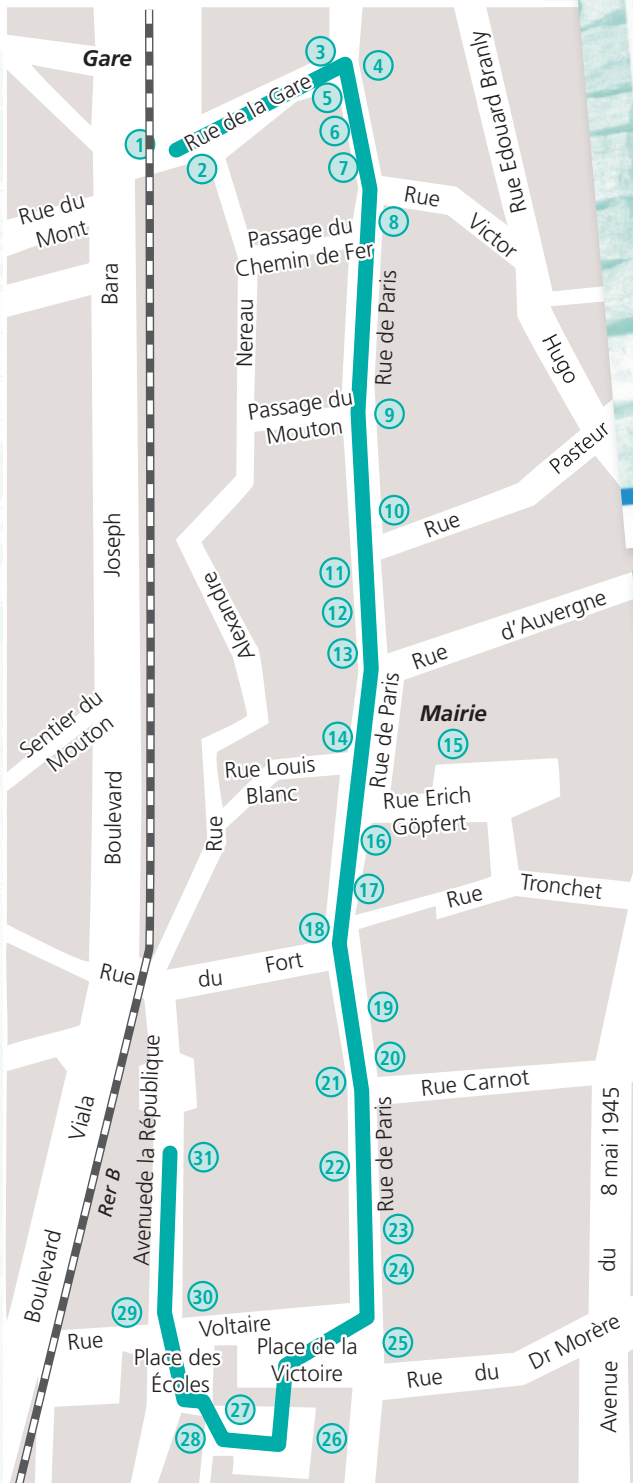 Gare
3
4
Rue Edouard Branly
Rue de la Gare
5
1
6
2
7
Rue du
Mont
8
Rue
Victor
Hugo
Passage du
Chemin de Fer
Bara
Nereau
Rue de Paris
Passage du
Mouton
9
Pasteur
10
Rue
Joseph
11
Alexandre
12
13
Rue
d'Auvergne
Sentier du
Mouton
Rue de Paris
Mairie
15
14
Rue Louis
Blanc
Boulevard
Rue
Rue Erich
Göpfert
16
17
Rue
Tronchet
18
Rue
du
Fort
19
20
21
Rue Carnot
Viala
Avenuede la République
Rer B
31
22
Rue de Paris
8 mai 1945
23
24
du
Boulevard
30
29
Rue
Voltaire
25
Place de la
Victoire
Place des
Écoles
Rue
du
Dr Morère
Avenue
27
28
26